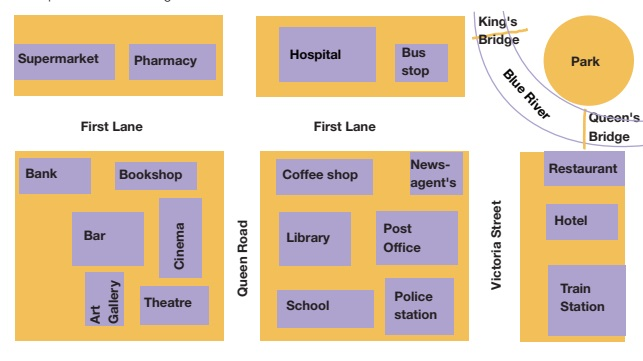 King's
Bridge
Supermarket
Pharmacy
Hospital
Bus
stop
Park
Blue River
Queen's
Bridge
First Lane
First Lane
Bank
Bookshop
Coffee shop
News-
agent's
Restaurant
Bar
Cinema
Queen Road
Library
Post
Office
Victoria Street
Hotel
Art
Gallery
Theatre
School
Police
station
Train
Station